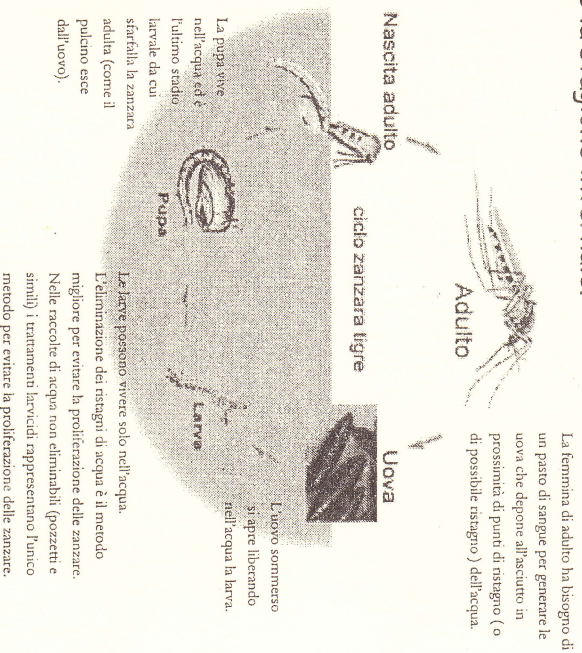 La femmina di adulto ha bisogno di
un pasto di sangue per generare le
uova che depone all'asciutto in
prossimità di punti di ristagno ( o
di possibile ristagno ) dell'acqua.
Adulto
Nascita adulto
Uova
ciclo zanzara tigre
L'uovo sommerso
si apre liberando
nell'acqua la larva.
Larva
Pupa
La pupa vive
nell'acqua ed è
l'ultimo stadio
larvale da cui
sfarfalla la zanzara
adulta (come il
pulcino esce
dall'uovo).
Le larve possono vivere solo nell'acqua.
L'eliminazione dei ristagni di acqua è il metodo
migliore per evitare la proliferazione delle zanzare.
Nelle raccolte di acqua non eliminabili (pozzetti e
simili) i trattamenti larvicidi rappresentano l'unico
metodo per evitare la proliferazione delle zanzare.